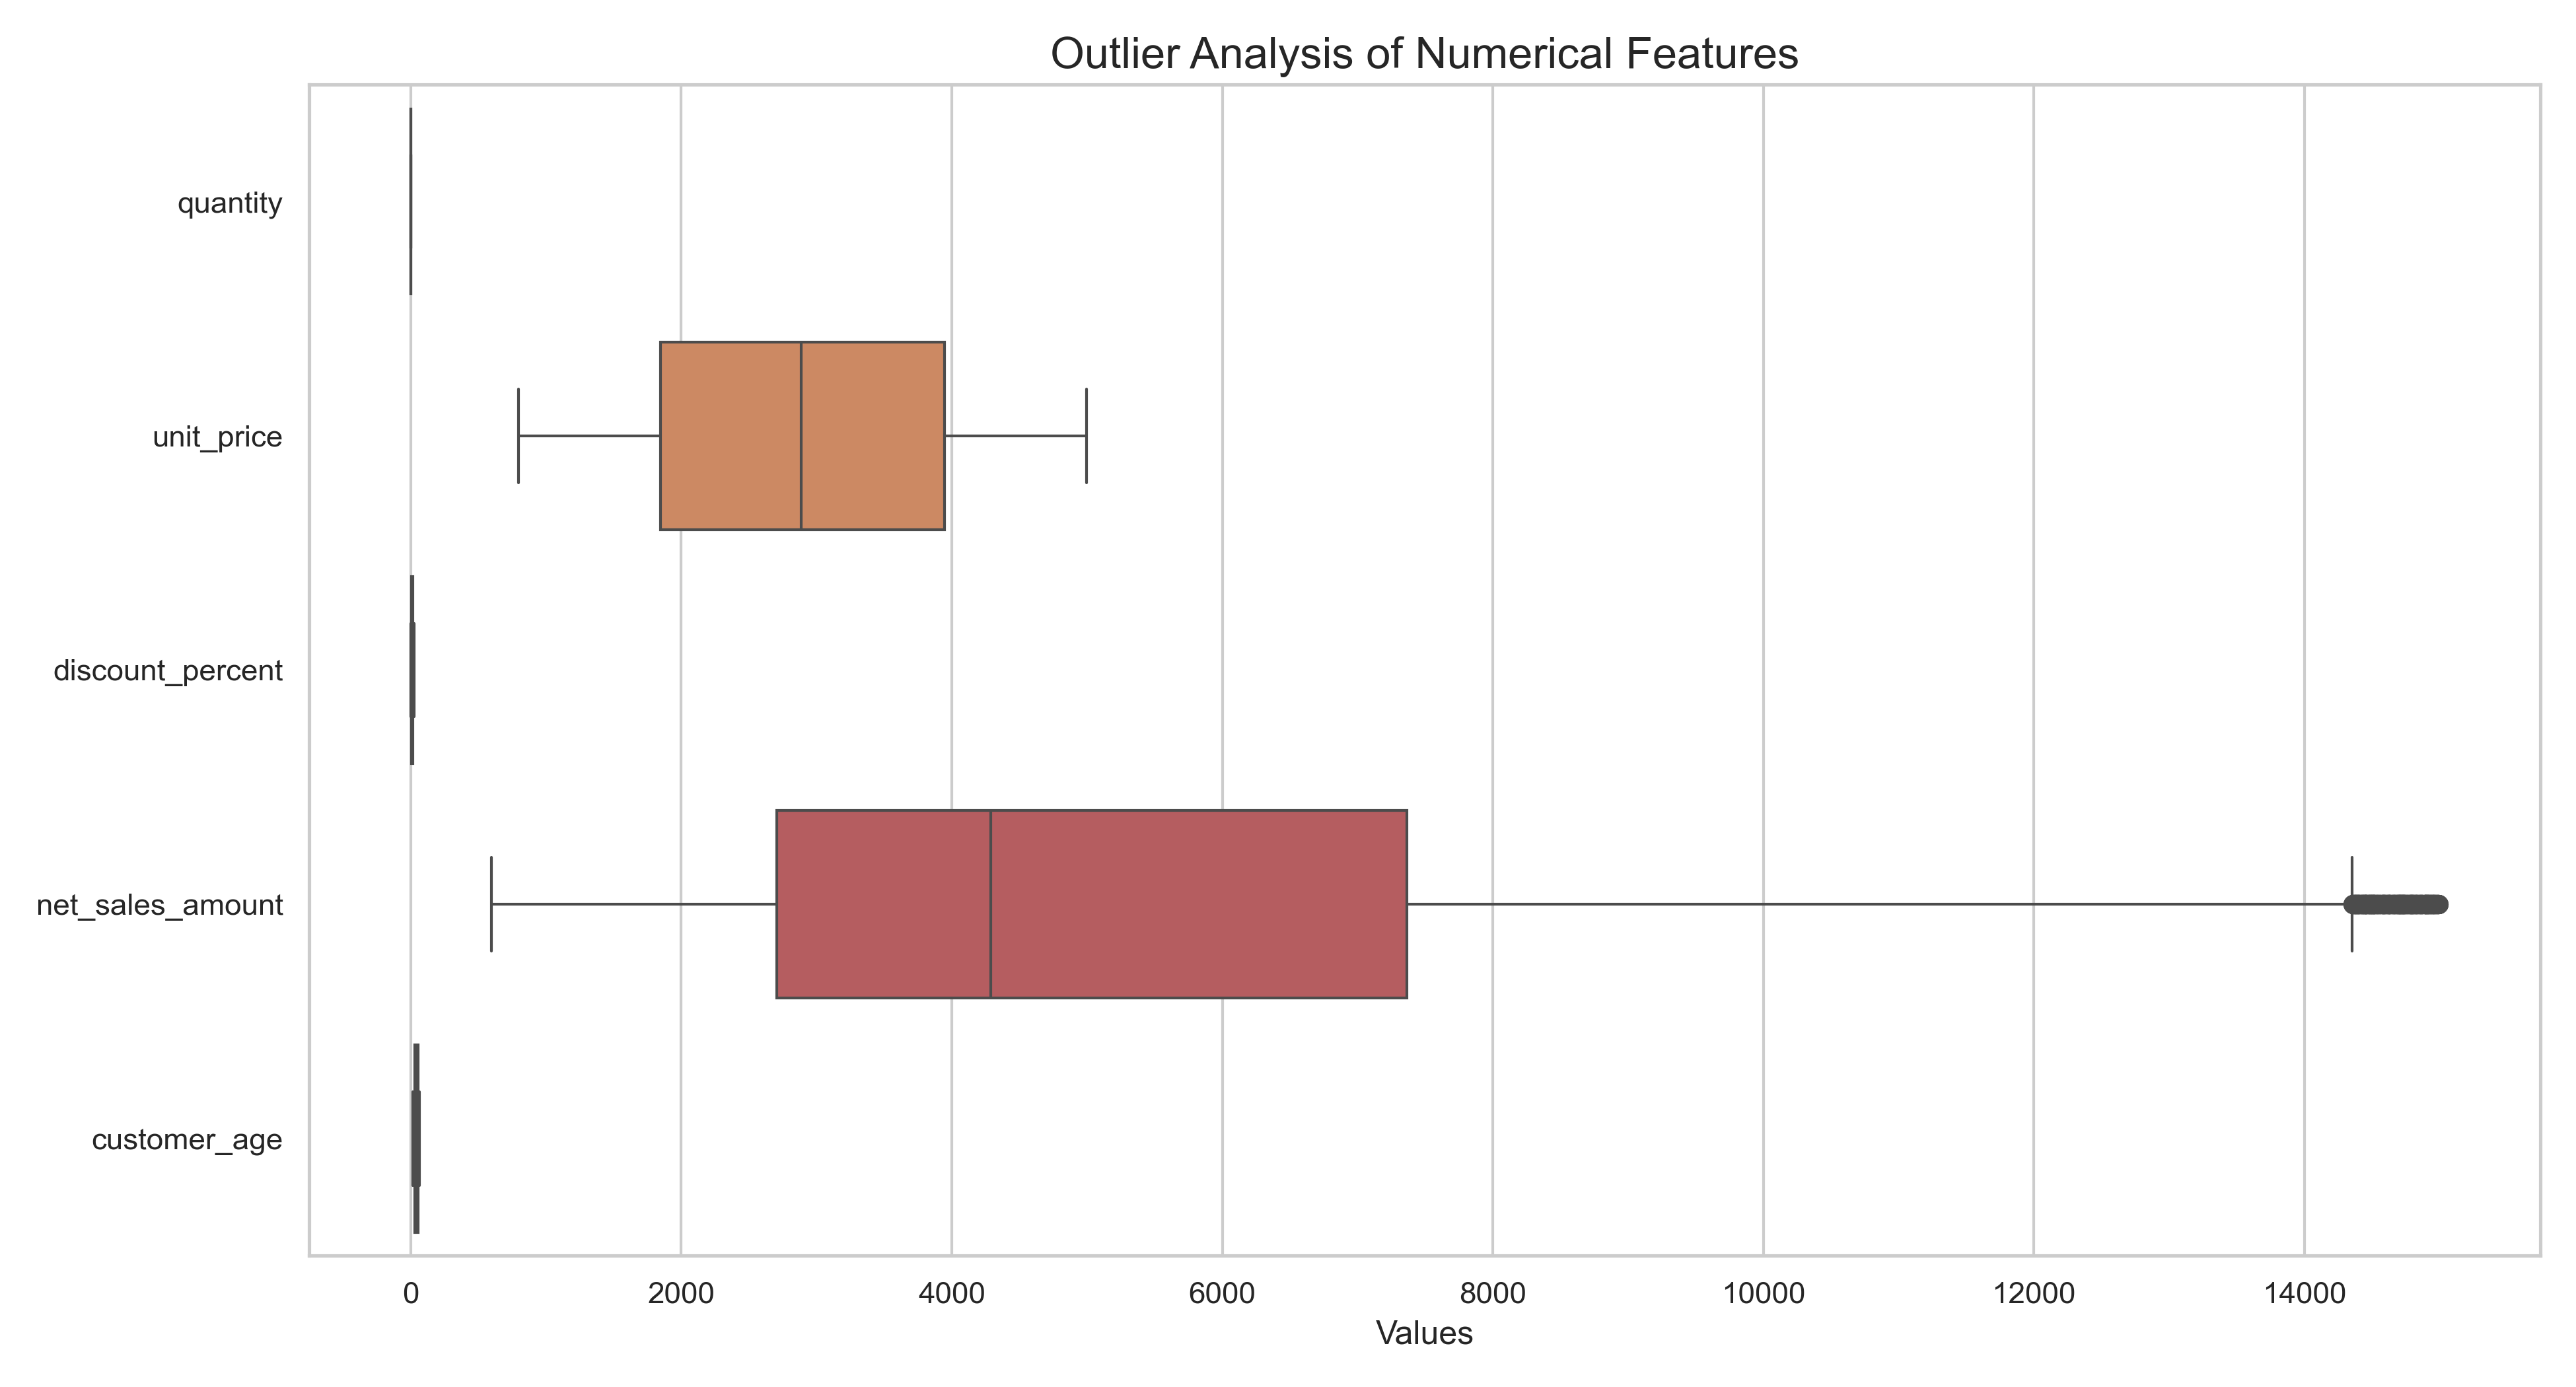 Outlier Analysis of Numerical Features
quantity
unit_price
discount_percent
net_sales_amount
customer_age
0 2000 4000 6000 8000 10000 12000 14000
Values